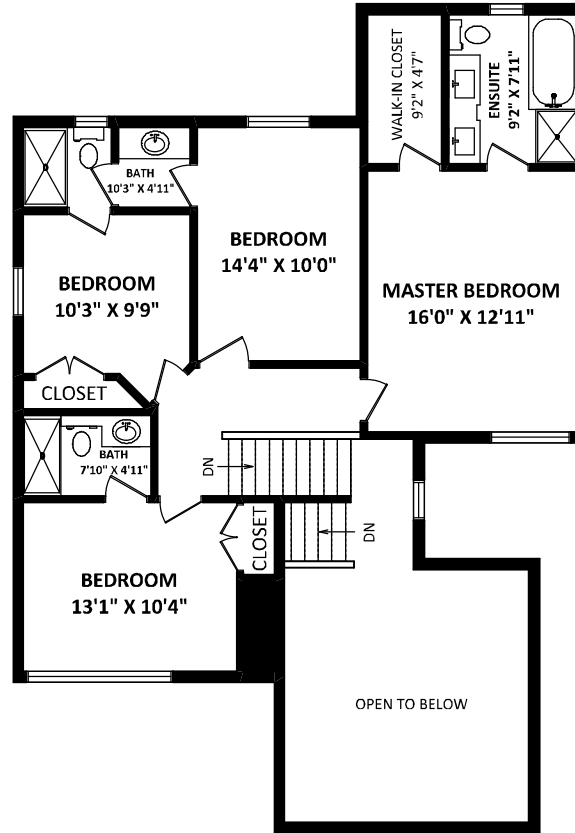 WALK-IN CLOSET
9'2" X 4'7"
ENSUITE
9'2" X 7'11"
BATH
10'3" X 4'11"
BEDROOM
14'4" X 10'0"
BEDROOM
10'3" X 9'9"
MASTER BEDROOM
16'0" X 12'11"
CLOSET
BATH
7'10" X 4'11"
DN
DN
CLOSET
BEDROOM
13'1" X 10'4"
OPEN TO BELOW